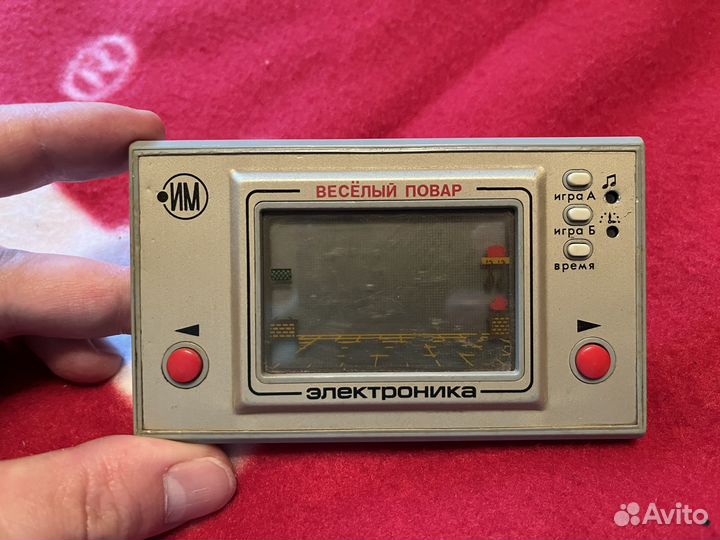 ИМ
ВЕСЁЛЫЙ ПОВАР
игра А
игра Б
время
электроника
Avito